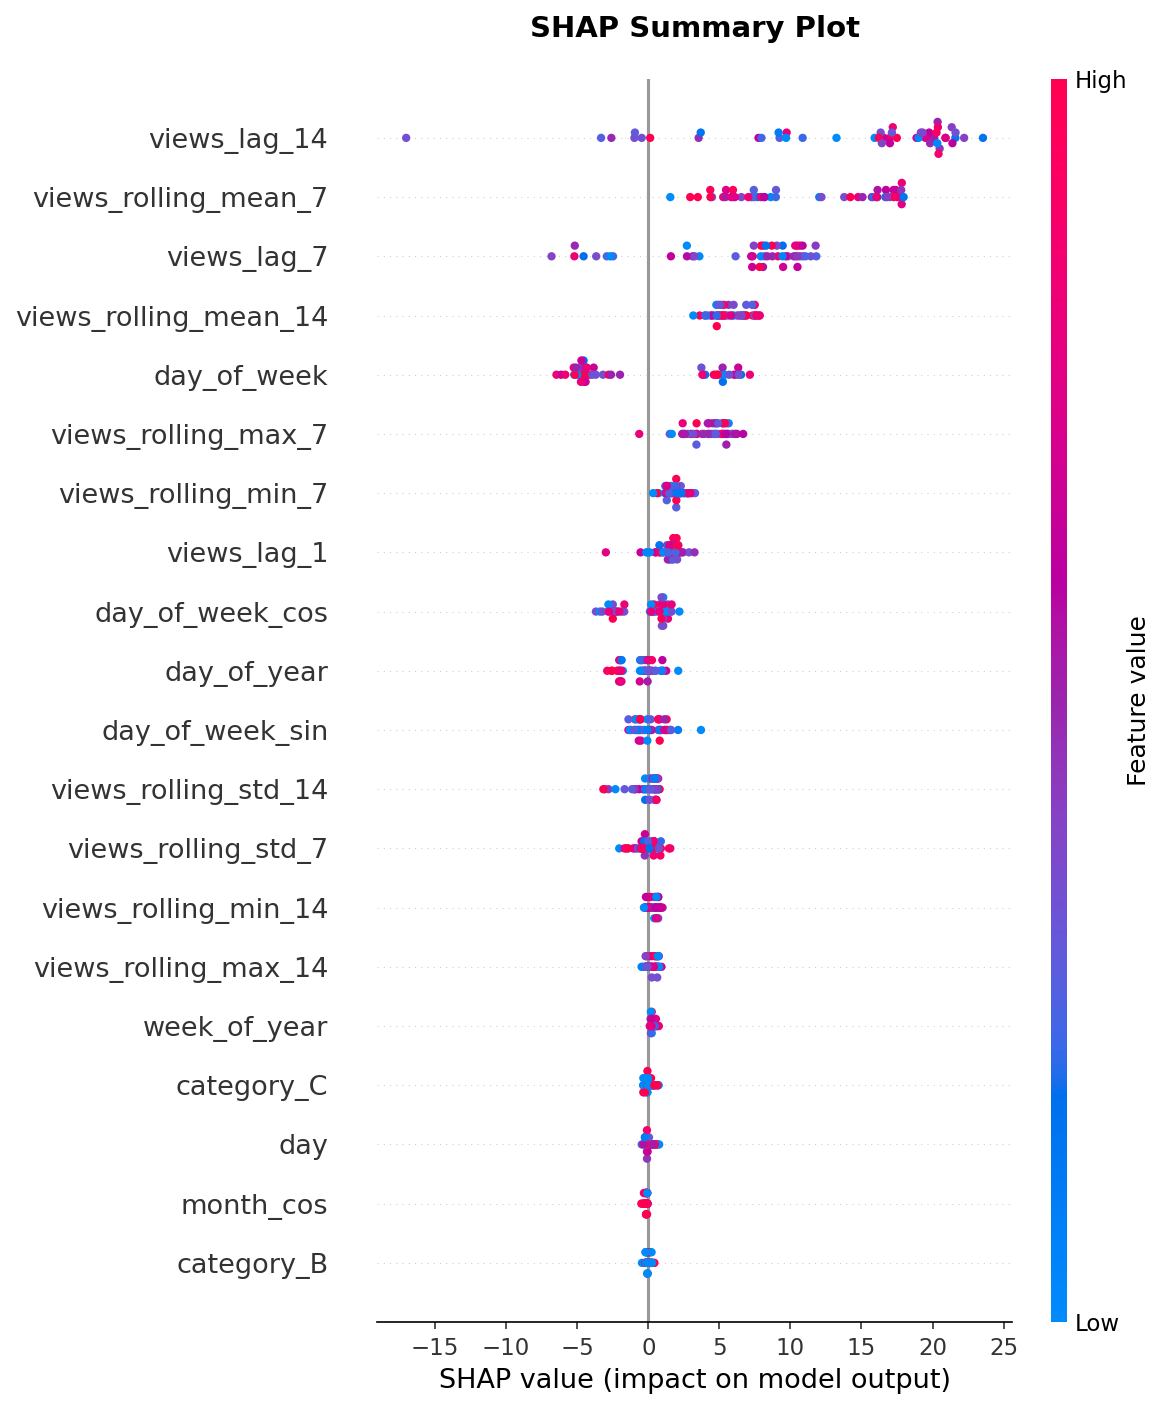 SHAP Summary Plot
High
views_lag_14
views_rolling_mean_7
views_lag_7
views_rolling_mean_14
day_of_week
views_rolling_max_7
views_rolling_min_7
views_lag_1
day_of_week_cos
day_of_year
day_of_week_sin
views_rolling_std_14
views_rolling_std_7
views_rolling_min_14
views_rolling_max_14
week_of_year
category_C
day
month_cos
category_B
Feature value
Low
−15 −10 −5 0 5 10 15 20 25
SHAP value (impact on model output)